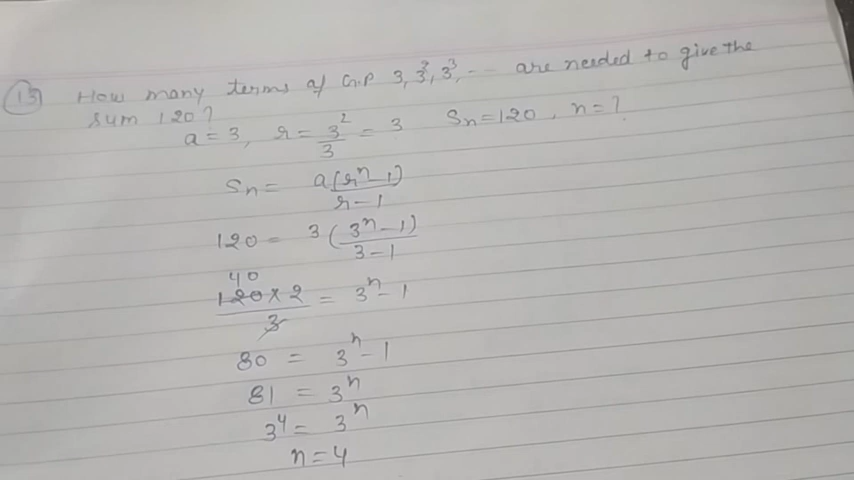 (13) How many terms of G.P 3, 3², 3³, --- are needed to give the
sum 120?
a = 3, r = 3²/3 = 3 Sn = 120, n = ?
Sn = a(rⁿ-1)/r-1
120 = 3(3ⁿ-1)/3-1
40
120×2/3 = 3ⁿ-1
80 = 3ⁿ-1
81 = 3ⁿ
3⁴ = 3ⁿ
n = 4